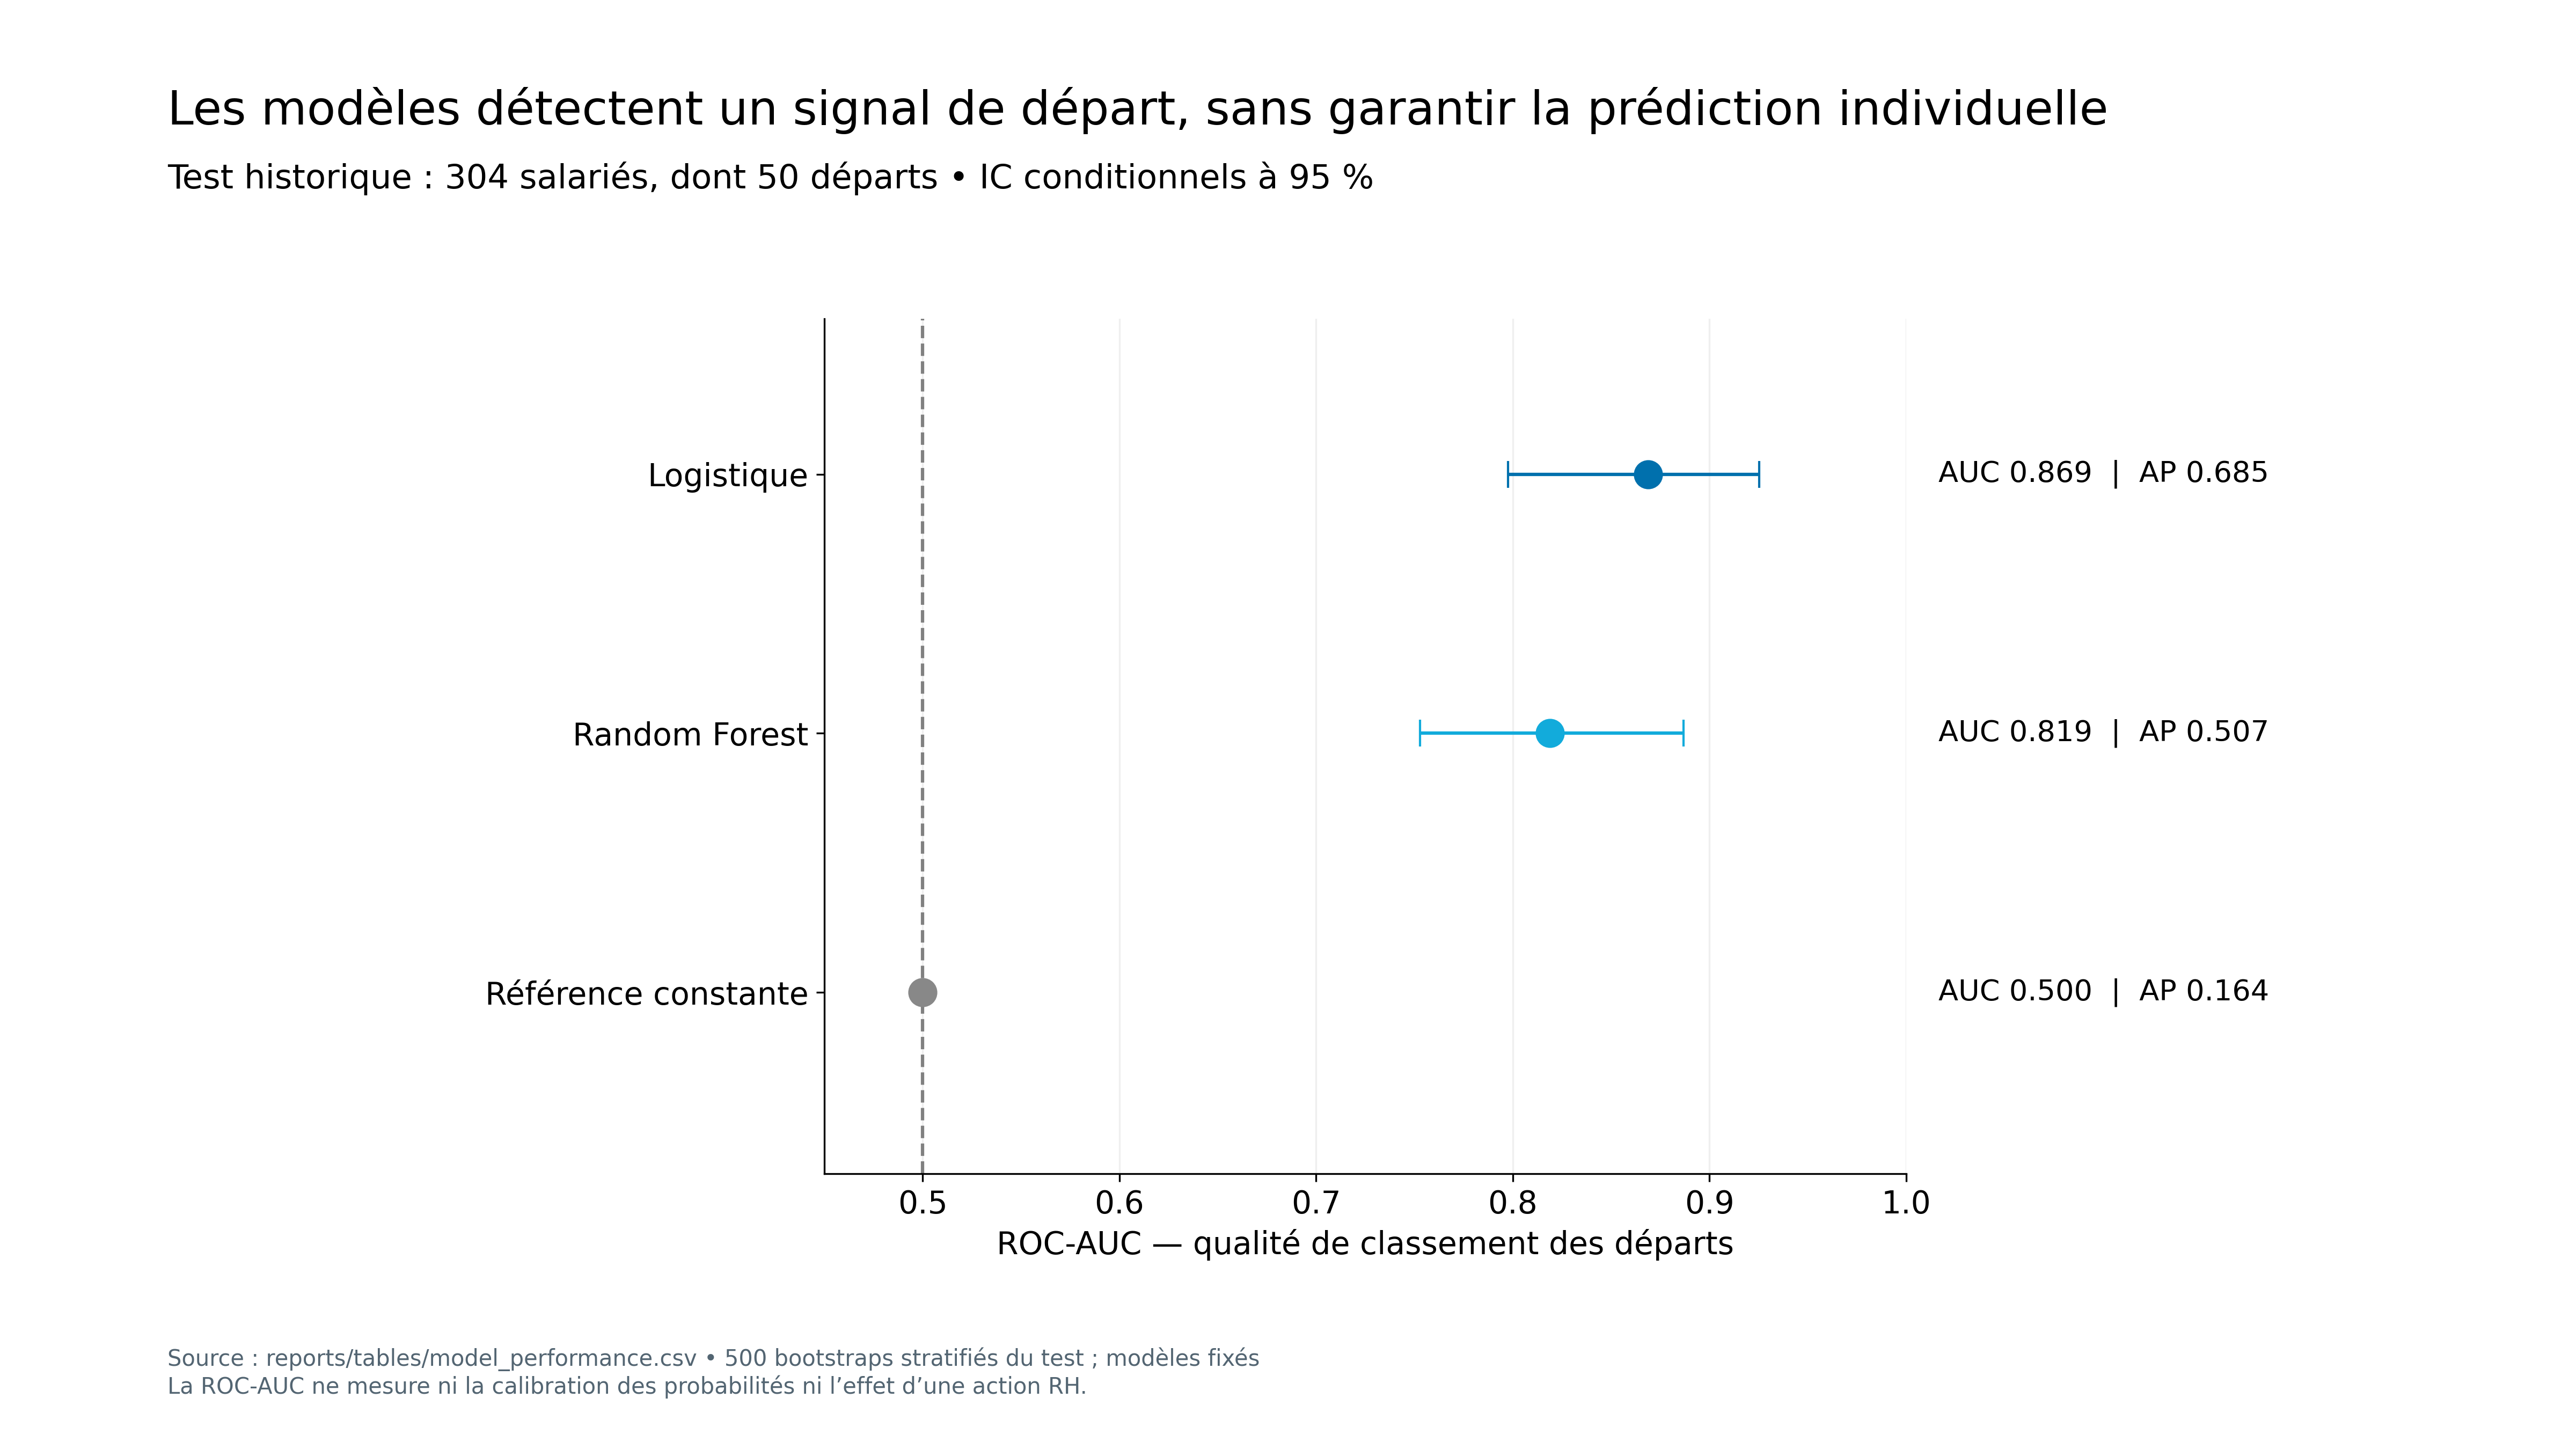 Les modèles détectent un signal de départ, sans garantir la prédiction individuelle
Test historique : 304 salariés, dont 50 départs • IC conditionnels à 95 %
Logistique
AUC 0.869 | AP 0.685
Random Forest
AUC 0.819 | AP 0.507
Référence constante
AUC 0.500 | AP 0.164
0.5 0.6 0.7 0.8 0.9 1.0
ROC-AUC — qualité de classement des départs
Source : reports/tables/model_performance.csv • 500 bootstraps stratifiés du test ; modèles fixés
La ROC-AUC ne mesure ni la calibration des probabilités ni l’effet d’une action RH.